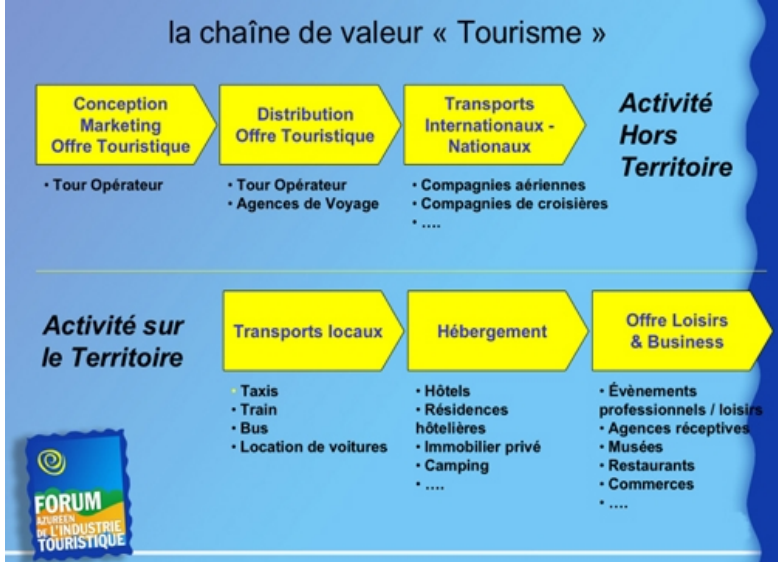 la chaîne de valeur « Tourisme »
Conception
Marketing
Offre Touristique
Distribution
Offre Touristique
Transports
Internationaux -
Nationaux
Activité
Hors
Territoire
• Tour Opérateur
• Tour Opérateur
• Agences de Voyage
• Compagnies aériennes
• Compagnies de croisières
• ....
Activité sur
le Territoire
Transports locaux
Hébergement
Offre Loisirs
& Business
• Taxis
• Train
• Bus
• Location de voitures
• Hôtels
• Résidences
hôtelières
• Immobilier privé
• Camping
• ....
• Évènements
professionnels / loisirs
• Agences réceptives
• Musées
• Restaurants
• Commerces
• ....
FORUM
AZUREEN
DE L'INDUSTRIE
TOURISTIQUE